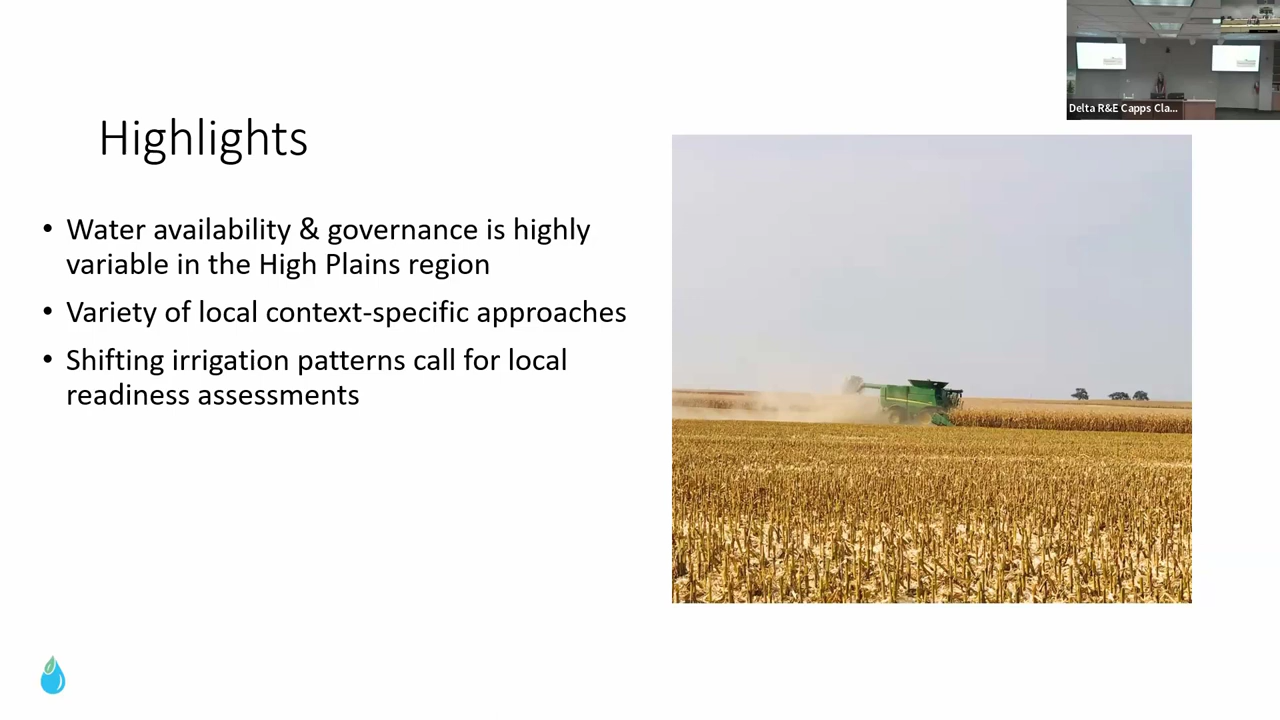 Delta R&E Capps Cla...
Highlights
• Water availability & governance is highly
variable in the High Plains region
• Variety of local context-specific approaches
• Shifting irrigation patterns call for local
readiness assessments